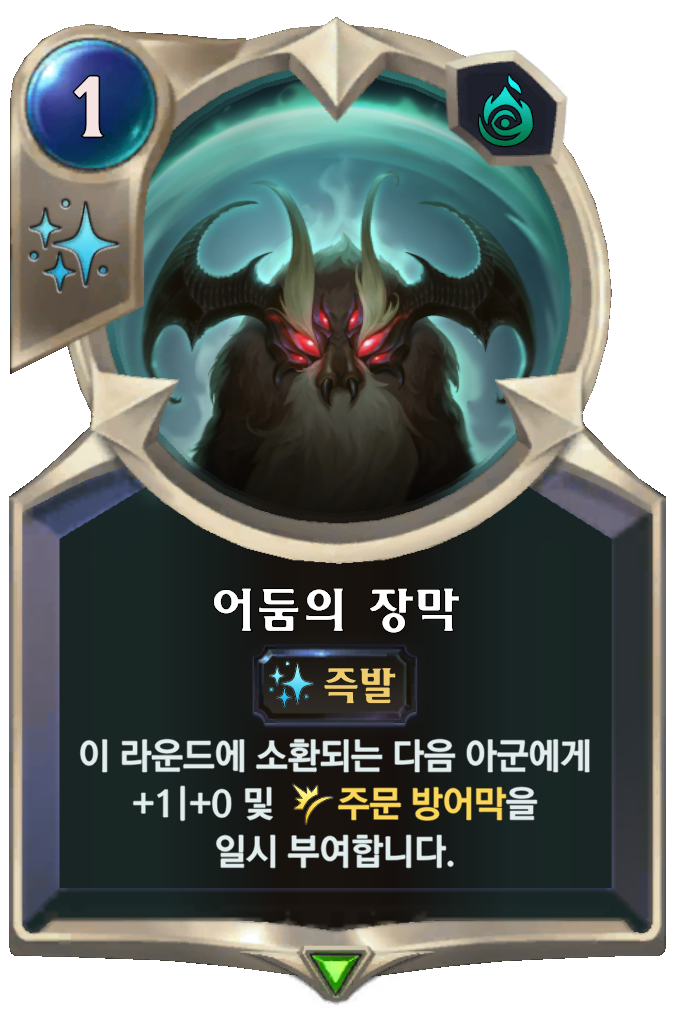 1
어둠의 장막
즉발
이 라운드에 소환되는 다음 아군에게
+1|+0 및 주문 방어막을
일시 부여합니다.